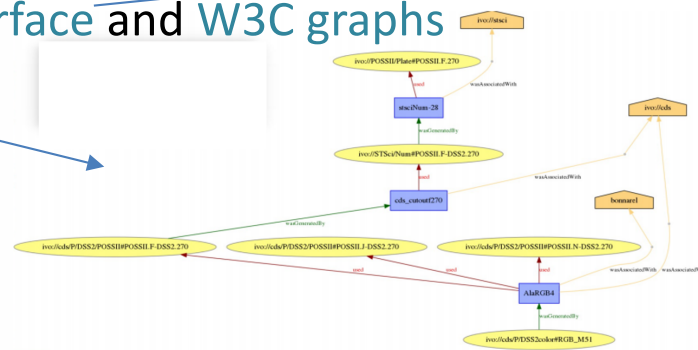 rface and W3C graphs
ivo://stsci
ivo://POSSII/Plate#POSSII.F.270
used
wasAssociatedWith
stsciNum-28
ivo://cds
wasGeneratedBy
ivo://STSci/Num#POSSII.F-DSS2.270
used
wasAssociatedWith
cds_cutoutf270
bonnarel
wasGeneratedBy
ivo://cds/P/DSS2/POSSII#POSSII.F-DSS2.270
ivo://cds/P/DSS2/POSSII#POSSII.J-DSS2.270
ivo://cds/P/DSS2/POSSII#POSSII.N-DSS2.270
used
used
used
wasAssociatedWith
wasAssociatedW
AlaRGB4
wasGeneratedBy
ivo://cds/P/DSS2color#RGB_M51